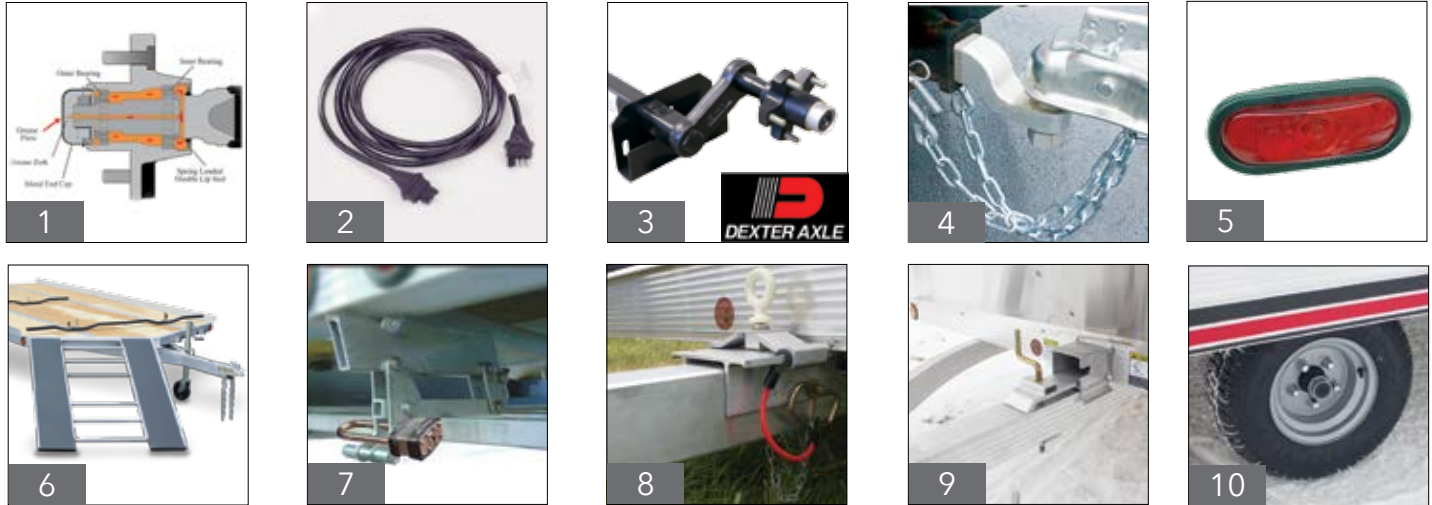 Outer Bearing
Inner Bearing
Grease
Flow
Grease Zerk
Metal End Cap
Spring Loaded
Double Lip Seal
1
2
3
DEXTER AXLE
4
5
6
7
8
9
10